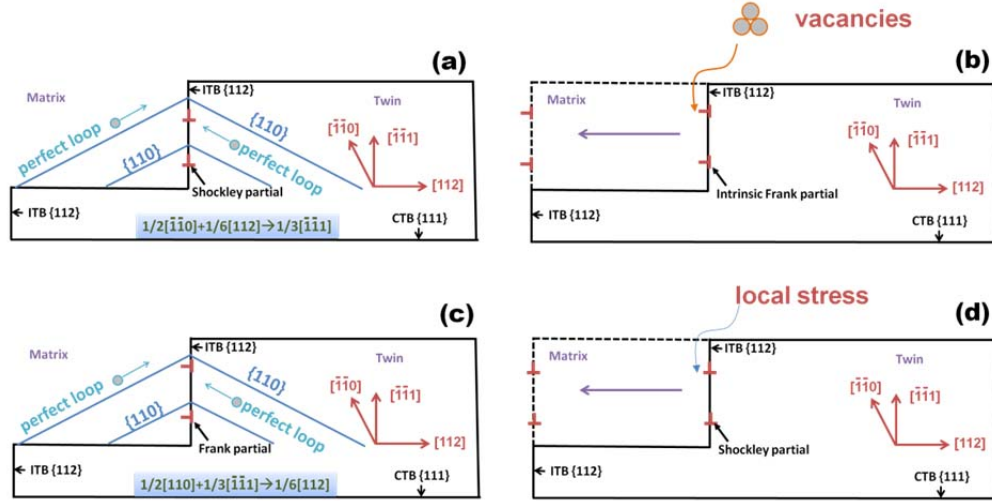 vacancies
(a)
ITB {112}
Matrix
Twin
perfect loop
{110}
{110}
perfect loop
[1̅1̅0]
[1̅1̅1]
[112]
Shockley partial
ITB {112}
CTB {111}
1/2[1̅1̅0]+1/6[112]→1/3[1̅1̅1]
(b)
ITB {112}
Matrix
Twin
[1̅1̅0]
[1̅1̅1]
[112]
Intrinsic Frank partial
ITB {112}
CTB {111}
(c)
ITB {112}
Matrix
Twin
perfect loop
{110}
{110}
perfect loop
[1̅1̅0]
[1̅1̅1]
[112]
Frank partial
ITB {112}
CTB {111}
1/2[110]+1/3[1̅1̅1]→1/6[112]
local stress
(d)
ITB {112}
Matrix
Twin
[1̅1̅0]
[1̅1̅1]
[112]
Shockley partial
ITB {112}
CTB {111}